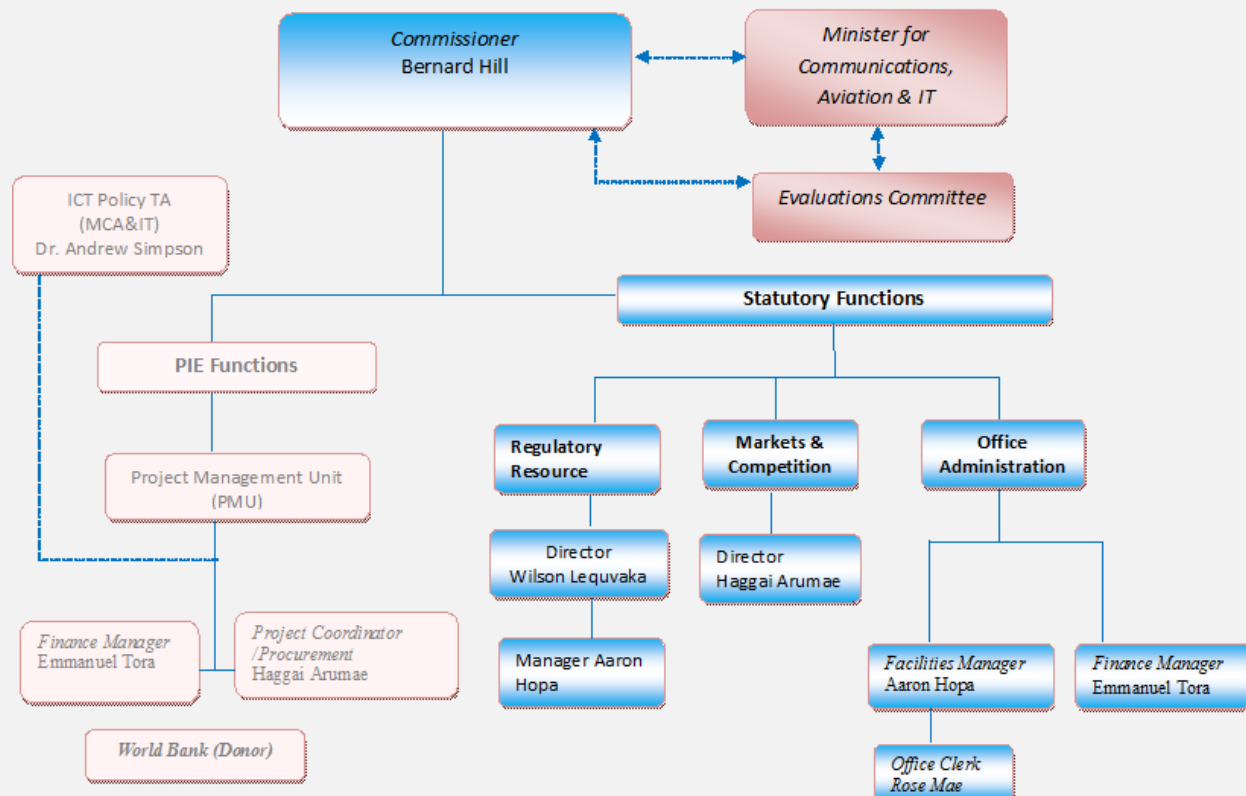 Commissioner
Bernard Hill
Minister for
Communications,
Aviation & IT
Evaluations Committee
ICT Policy TA
(MCA&IT)
Dr. Andrew Simpson
Statutory Functions
PIE Functions
Project Management Unit
(PMU)
Regulatory
Resource
Markets &
Competition
Office
Administration
Director
Wilson Lequvaka
Director
Haggai Arumae
Finance Manager
Emmanuel Tora
Project Coordinator
/Procurement
Haggai Arumae
Manager Aaron
Hopa
Facilities Manager
Aaron Hopa
Finance Manager
Emmanuel Tora
World Bank (Donor)
Office Clerk
Rose Mae